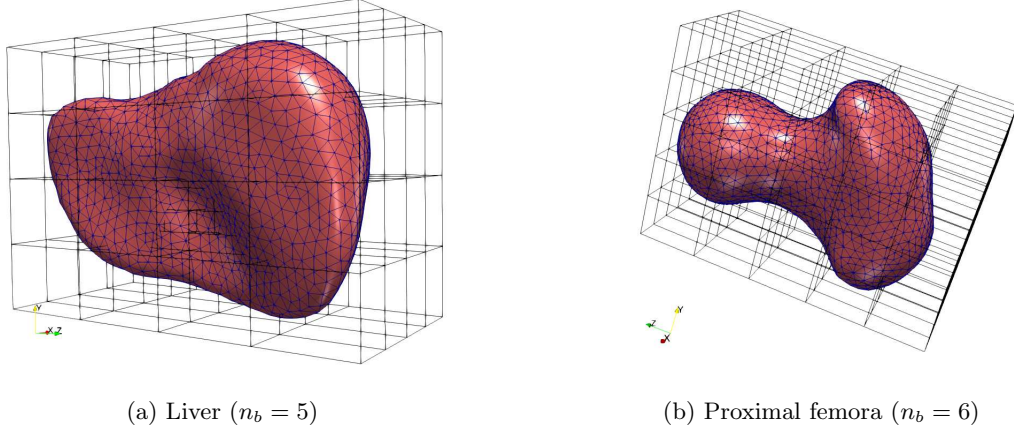 Y
X Z
Y
Z
X
(a) Liver (n_b = 5)
(b) Proximal femora (n_b = 6)